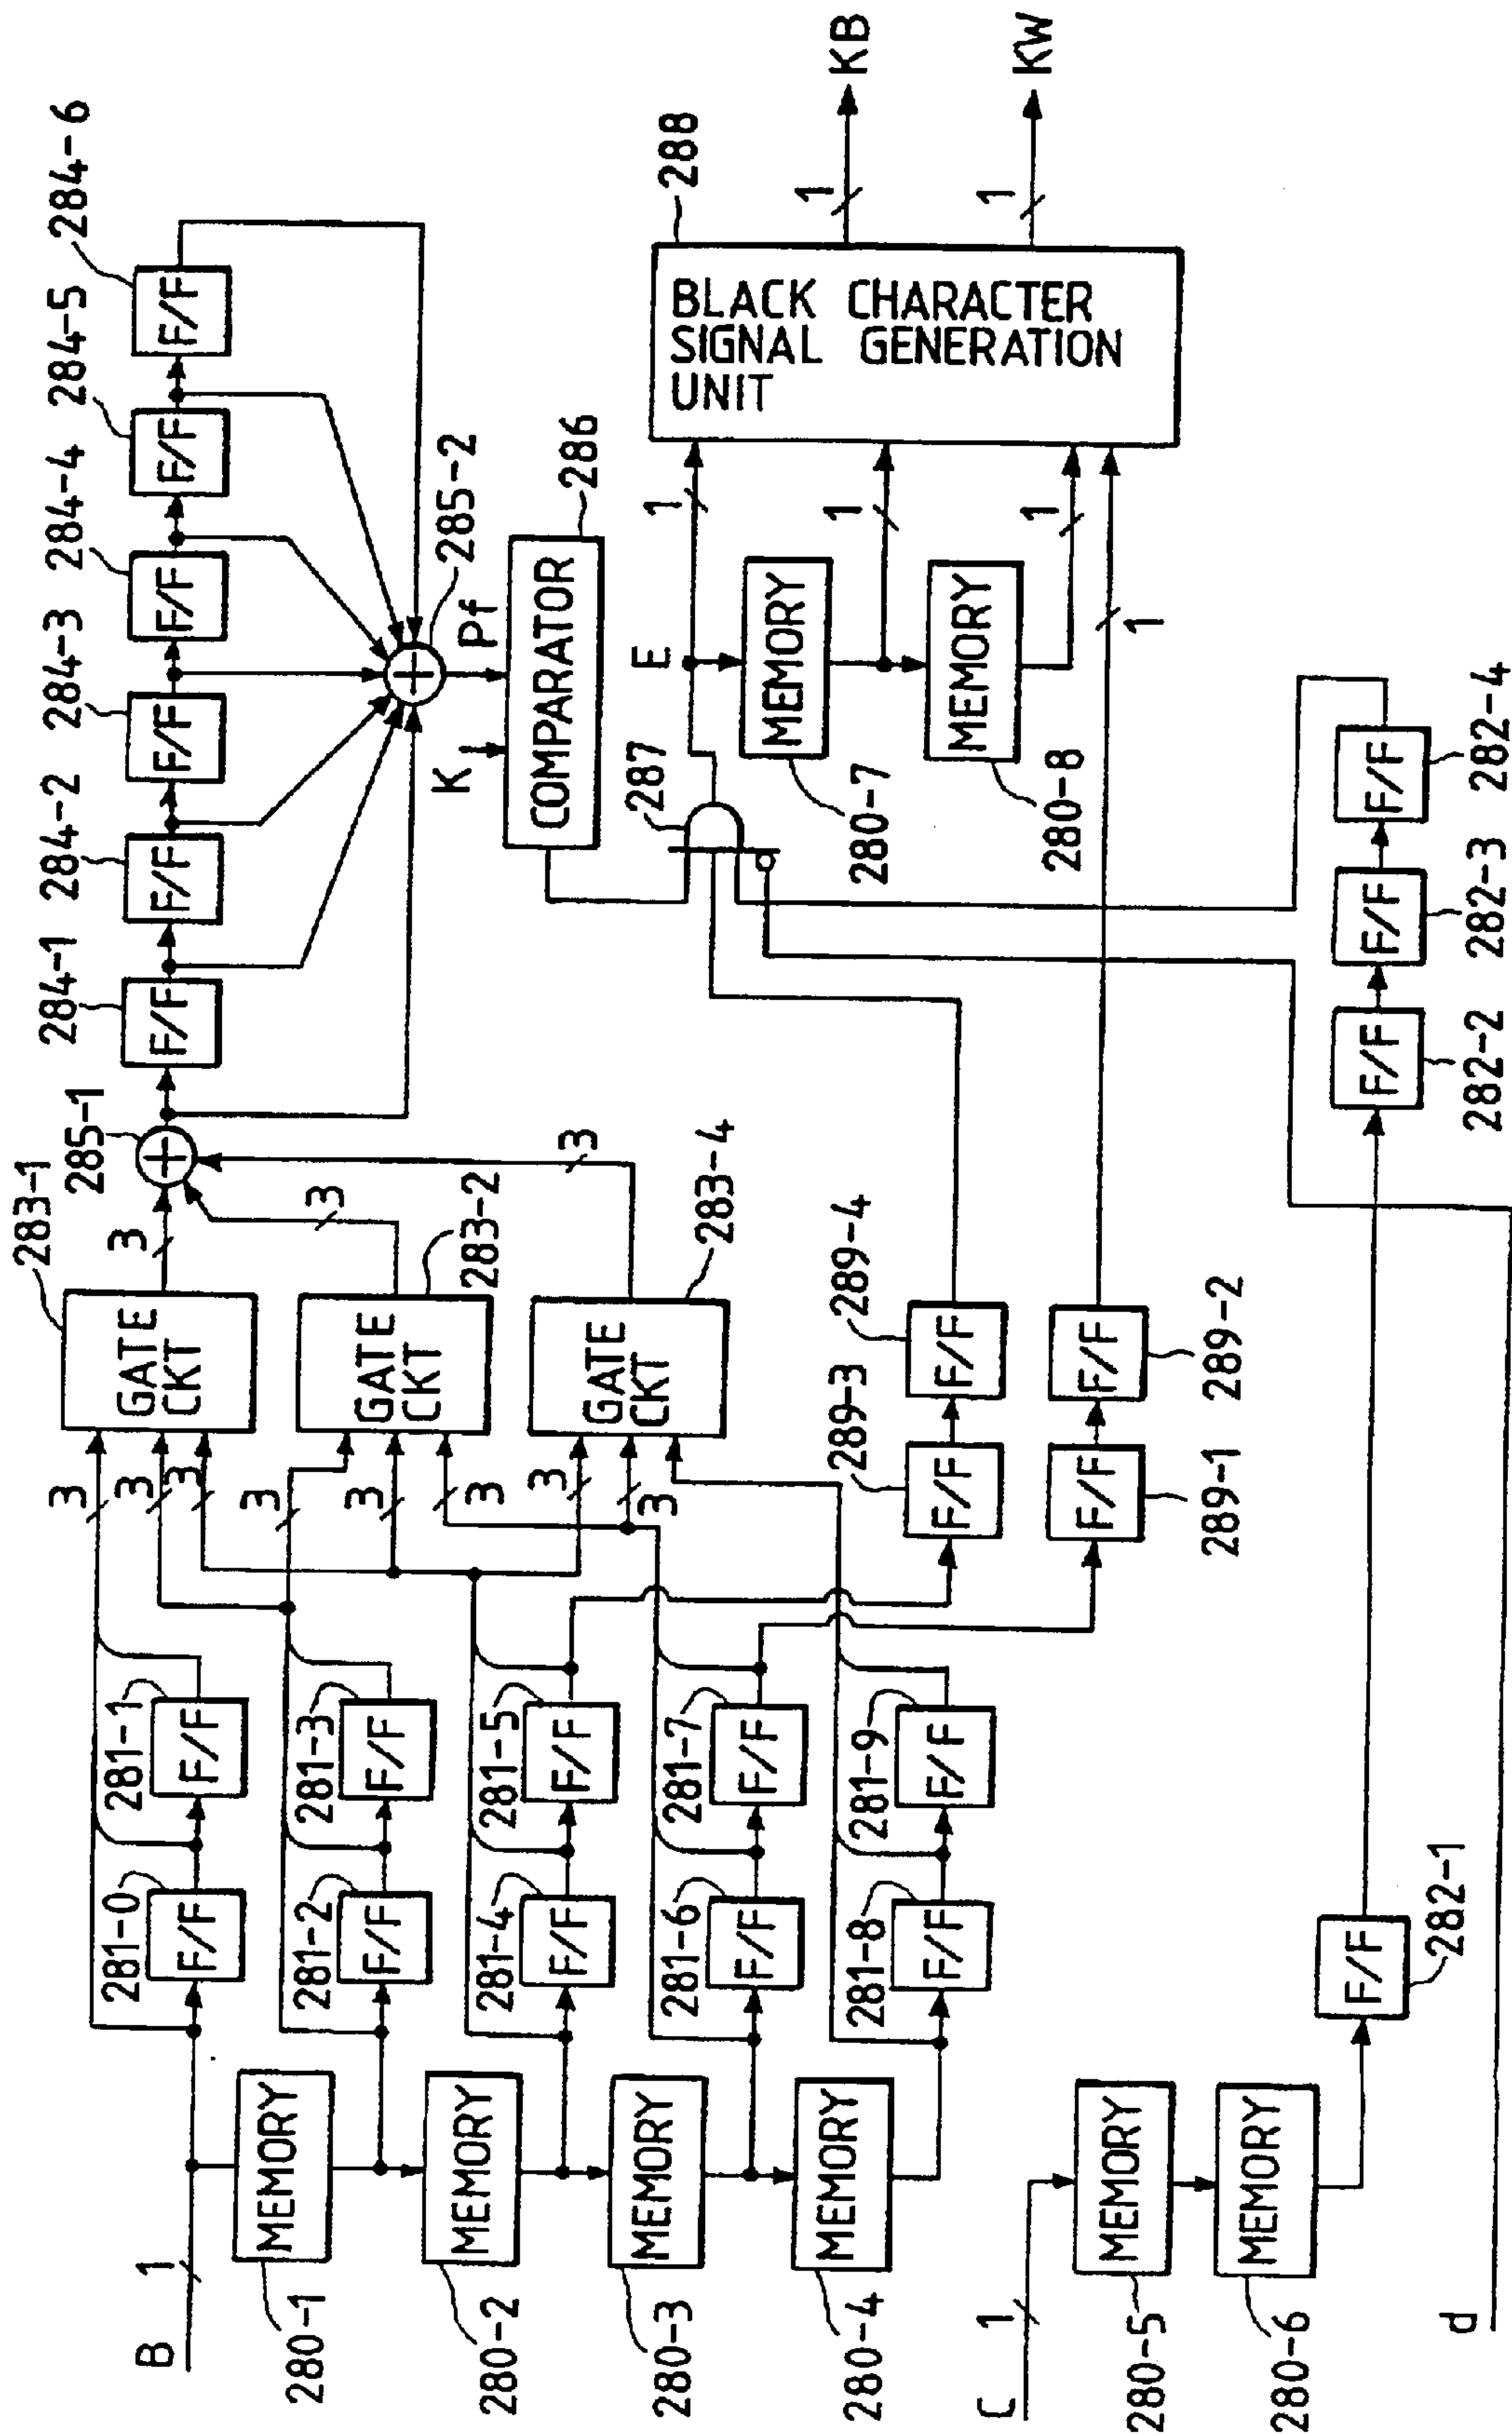 B
1
MEMORY
280-1
MEMORY
280-2
MEMORY
280-3
MEMORY
280-4
C
1
MEMORY
280-5
MEMORY
280-6
d
281-0
F/F
281-1
F/F
281-2
F/F
281-3
F/F
281-4
F/F
281-5
F/F
281-6
F/F
281-7
F/F
281-8
F/F
281-9
F/F
282-1
F/F
3
3
3
3
3
3
3
3
283-1
GATE
CKT
3
283-2
GATE
CKT
3
283-4
GATE
CKT
3
289-3
F/F
289-4
F/F
289-1
F/F
289-2
F/F
285-1
284-1
F/F
284-2
F/F
284-3
F/F
284-4
F/F
284-5
F/F
284-6
F/F
285-2
K
Pf
COMPARATOR
286
287
E
MEMORY
280-7
MEMORY
280-8
1
1
1
1
282-2
F/F
282-3
F/F
282-4
F/F
288
BLACK CHARACTER
SIGNAL GENERATION
UNIT
1
KB
1
KW